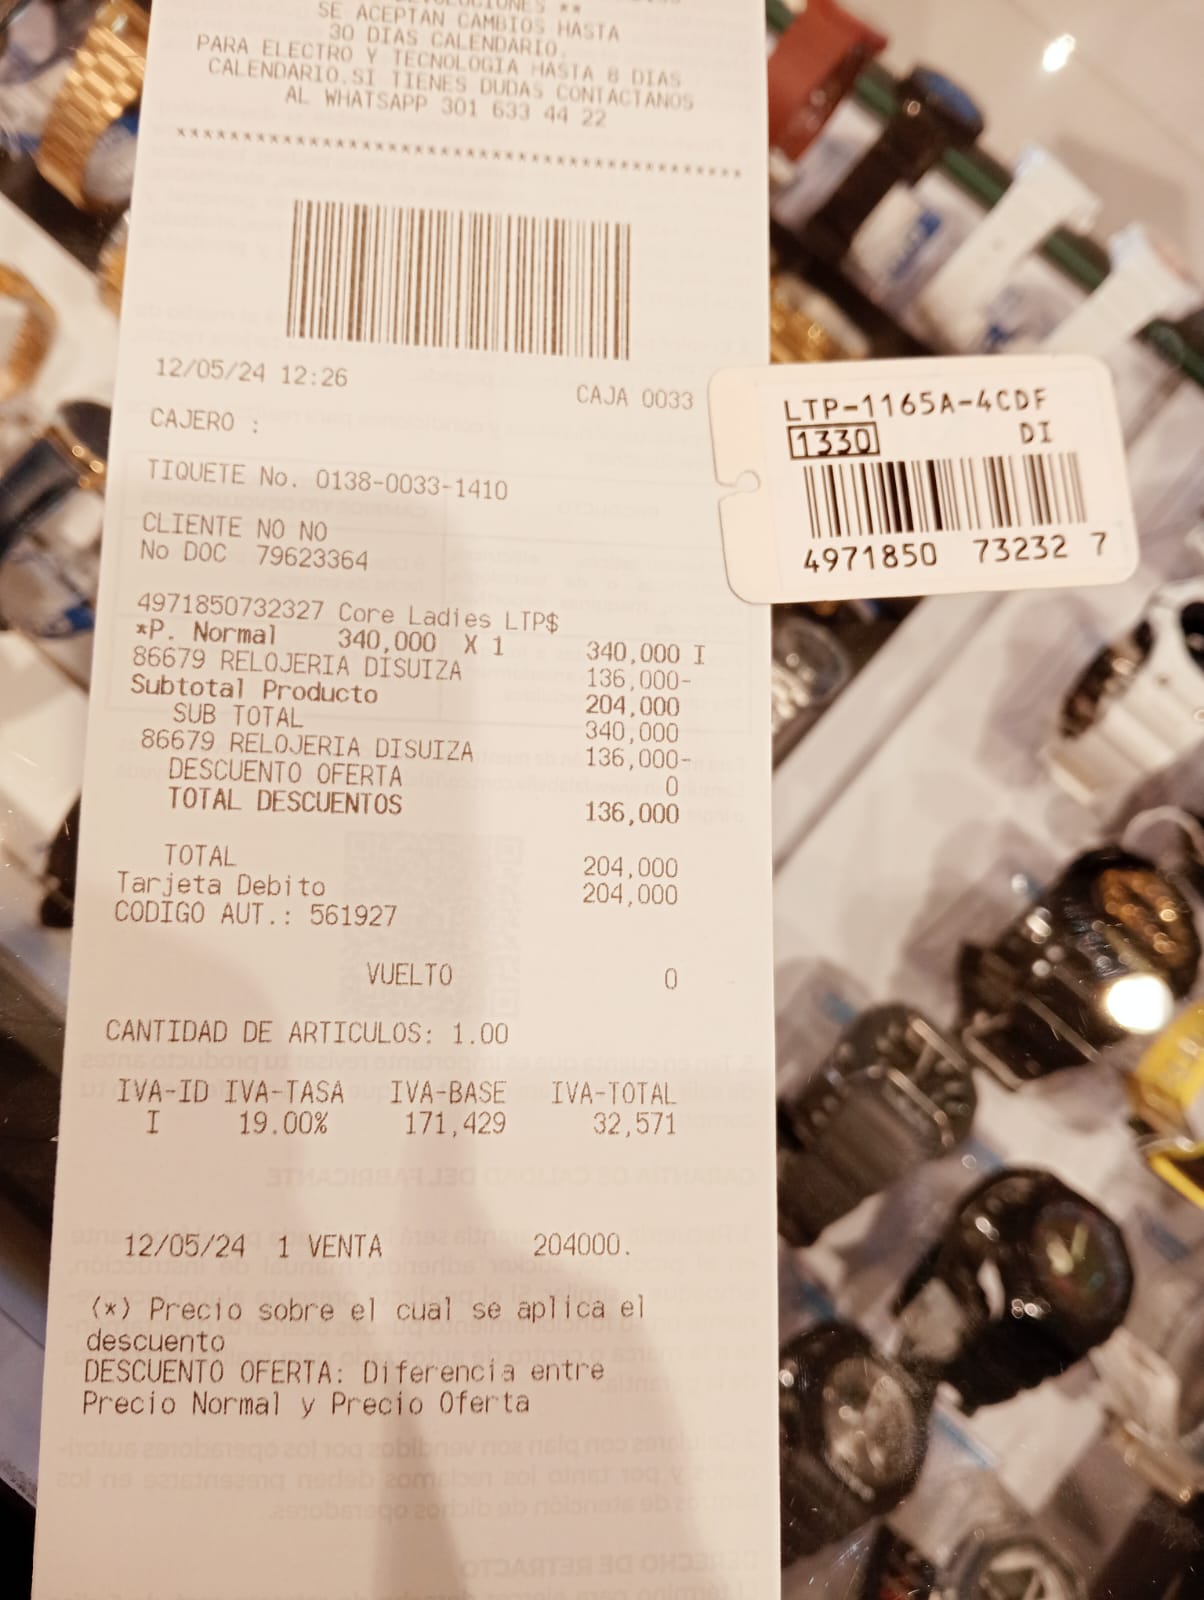 SE ACEPTAN CAMBIOS HASTA
30 DIAS CALENDARIO.
PARA ELECTRO Y TECNOLOGIA HASTA 8 DIAS
CALENDARIO.SI TIENES DUDAS CONTACTANOS
AL WHATSAPP 301 633 44 22
12/05/24 12:26 CAJA 0033
CAJERO :
TIQUETE No. 0138-0033-1410
CLIENTE NO NO
No DOC 79623364
4971850732327 Core Ladies LTP$
*P. Normal 340,000 X 1 340,000 I
86679 RELOJERIA DISUIZA 136,000-
Subtotal Producto 204,000
SUB TOTAL 340,000
86679 RELOJERIA DISUIZA 136,000-
DESCUENTO OFERTA 0
TOTAL DESCUENTOS 136,000
TOTAL 204,000
Tarjeta Debito 204,000
CODIGO AUT.: 561927
VUELTO 0
CANTIDAD DE ARTICULOS: 1.00
IVA-ID IVA-TASA IVA-BASE IVA-TOTAL
I 19.00% 171,429 32,571
12/05/24 1 VENTA 204000.
(*) Precio sobre el cual se aplica el
descuento
DESCUENTO OFERTA: Diferencia entre
Precio Normal y Precio Oferta
LTP-1165A-4CDF
1330 DI
4971850 73232 7